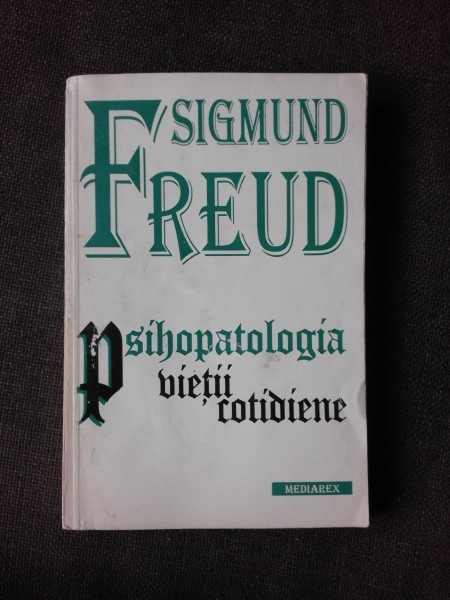 SIGMUND
FREUD
Psihopatologia
vieții
cotidiene
MEDIAREX